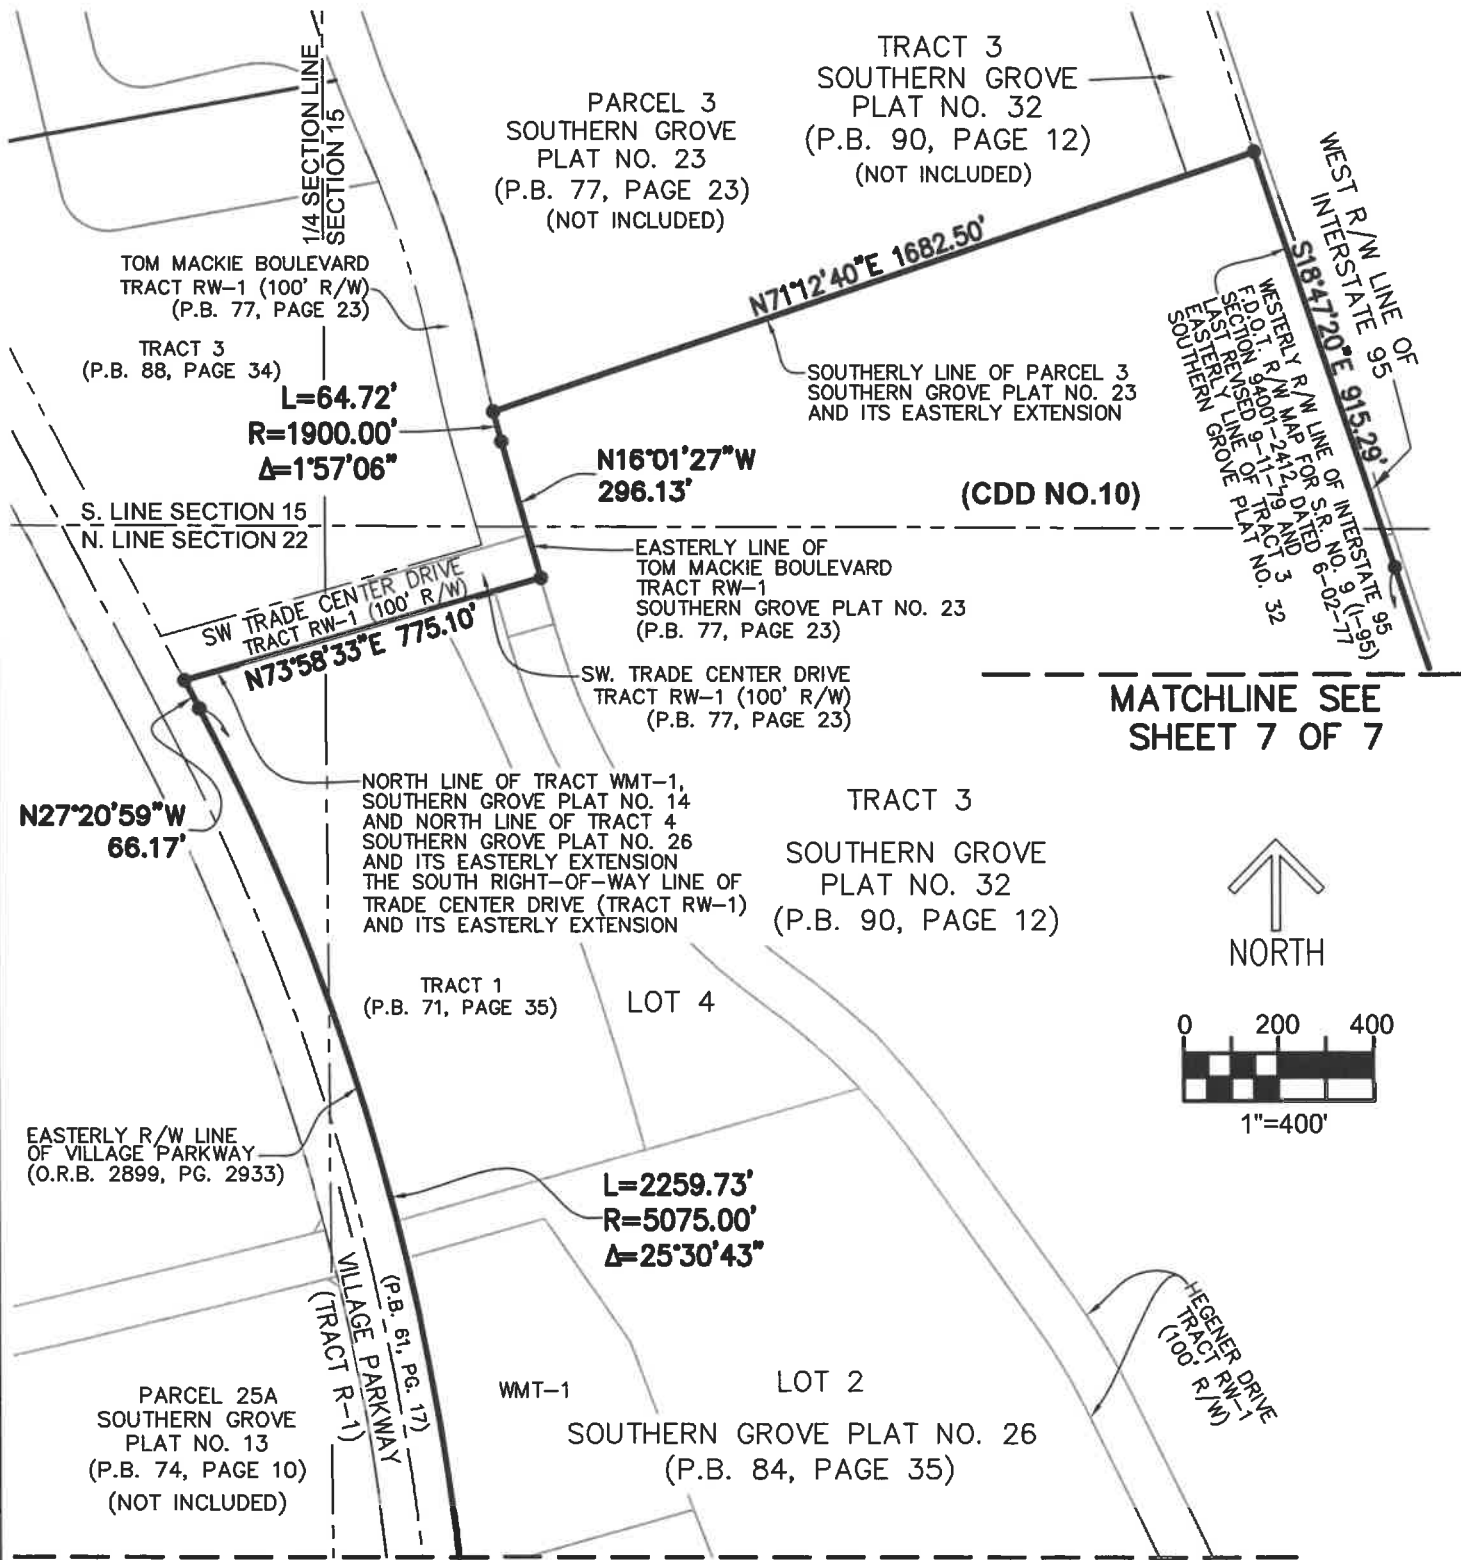 1/4 SECTION LINE
SECTION 15
TRACT 3
SOUTHERN GROVE
PLAT NO. 32
(P.B. 90, PAGE 12)
(NOT INCLUDED)
PARCEL 3
SOUTHERN GROVE
PLAT NO. 23
(P.B. 77, PAGE 23)
(NOT INCLUDED)
WEST R/W LINE OF
INTERSTATE 95
TOM MACKIE BOULEVARD
TRACT RW-1 (100' R/W)
(P.B. 77, PAGE 23)
N71°12'40"E 1682.50'
S18°47'20"E 915.29'
WESTERLY R/W LINE OF INTERSTATE 95
F.D.O.T. R/W MAP FOR S.R. NO. 9 (I-95)
SECTION 94001-2412, DATED 6-02-77
LAST REVISED 9-11-79 AND
EASTERLY LINE OF TRACT 3
SOUTHERN GROVE PLAT NO. 32
TRACT 3
(P.B. 88, PAGE 34)
L=64.72'
R=1900.00'
Δ=1°57'06"
SOUTHERLY LINE OF PARCEL 3
SOUTHERN GROVE PLAT NO. 23
AND ITS EASTERLY EXTENSION
N16°01'27"W
296.13'
(CDD NO.10)
S. LINE SECTION 15
N. LINE SECTION 22
EASTERLY LINE OF
TOM MACKIE BOULEVARD
TRACT RW-1
SOUTHERN GROVE PLAT NO. 23
(P.B. 77, PAGE 23)
SW TRADE CENTER DRIVE
TRACT RW-1 (100' R/W)
N73°58'33"E 775.10'
SW. TRADE CENTER DRIVE
TRACT RW-1 (100' R/W)
(P.B. 77, PAGE 23)
MATCHLINE SEE
SHEET 7 OF 7
N27°20'59"W
66.17'
NORTH LINE OF TRACT WMT-1,
SOUTHERN GROVE PLAT NO. 14
AND NORTH LINE OF TRACT 4
SOUTHERN GROVE PLAT NO. 26
AND ITS EASTERLY EXTENSION
THE SOUTH RIGHT-OF-WAY LINE OF
TRADE CENTER DRIVE (TRACT RW-1)
AND ITS EASTERLY EXTENSION
TRACT 3
SOUTHERN GROVE
PLAT NO. 32
(P.B. 90, PAGE 12)
NORTH
TRACT 1
(P.B. 71, PAGE 35)
LOT 4
0 200 400
1"=400'
EASTERLY R/W LINE
OF VILLAGE PARKWAY
(O.R.B. 2899, PG. 2933)
L=2259.73'
R=5075.00'
Δ=25°30'43"
(P.B. 61, PG. 17)
VILLAGE PARKWAY
(TRACT R-1)
HEGENER DRIVE
TRACT RW-1
(100' R/W)
PARCEL 25A
SOUTHERN GROVE
PLAT NO. 13
(P.B. 74, PAGE 10)
(NOT INCLUDED)
WMT-1
LOT 2
SOUTHERN GROVE PLAT NO. 26
(P.B. 84, PAGE 35)